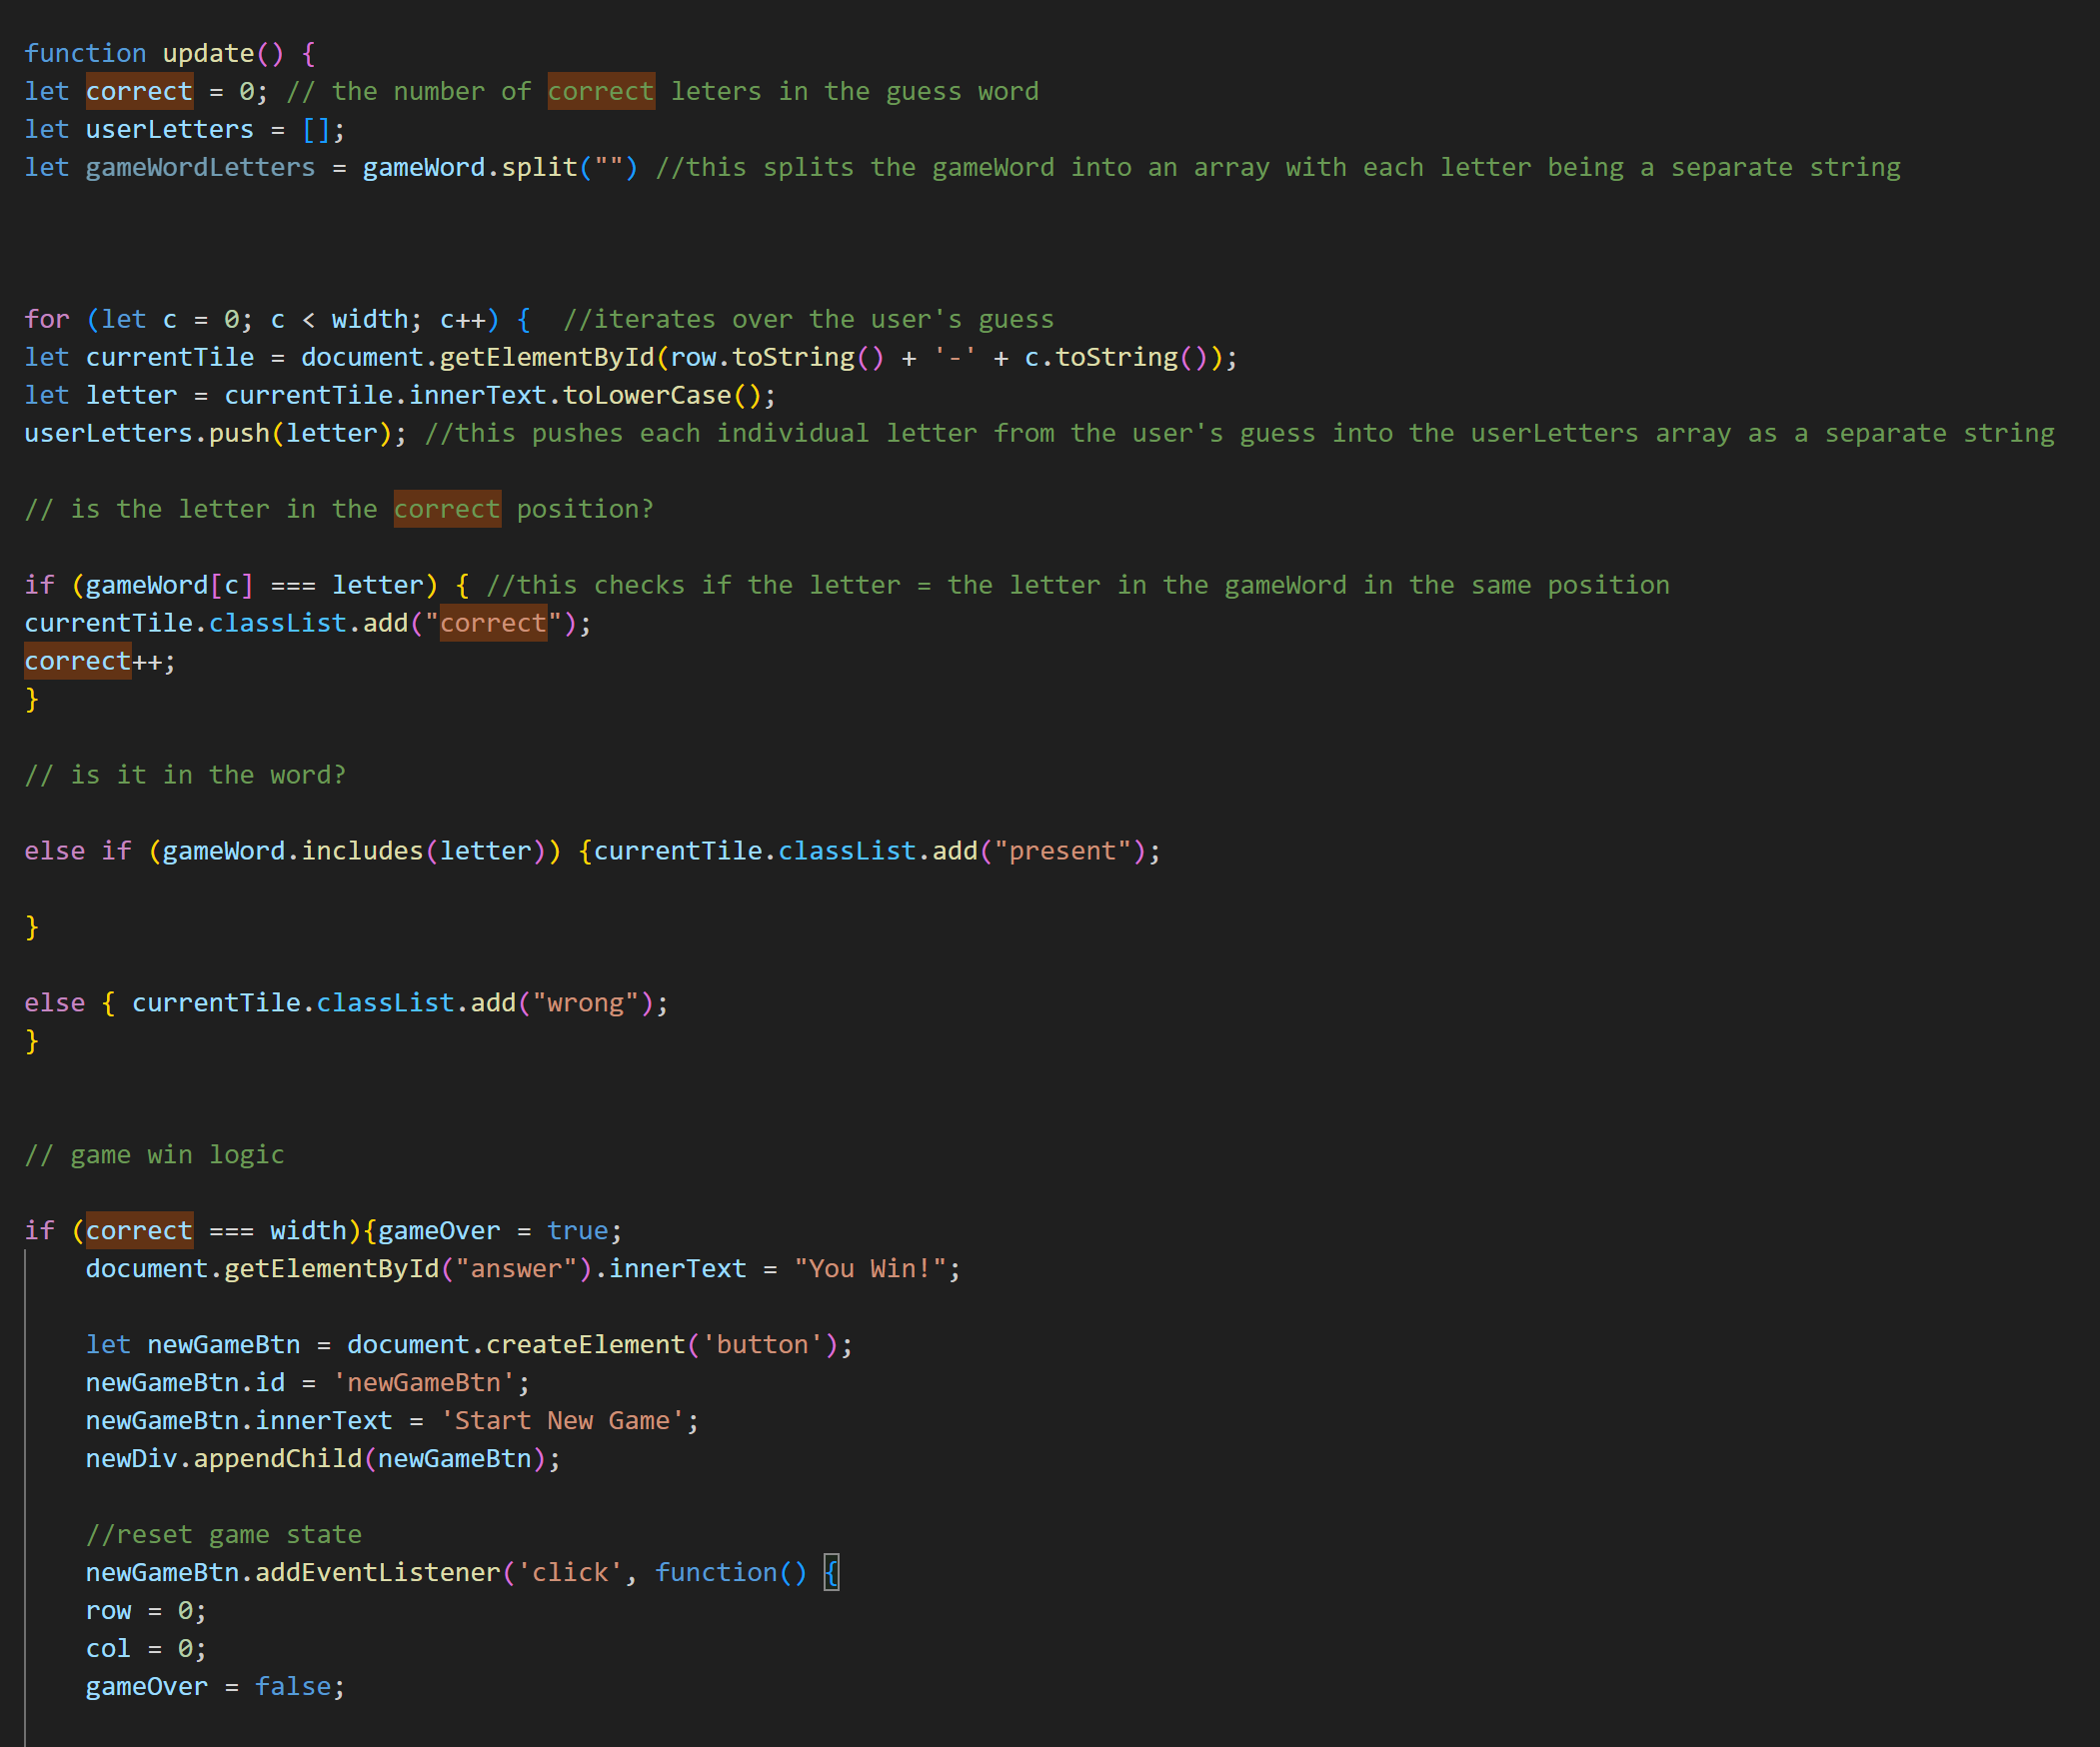 function update() {
let correct = 0; // the number of correct leters in the guess word
let userLetters = [];
let gameWordLetters = gameWord.split("") //this splits the gameWord into an array with each letter being a separate string
for (let c = 0; c < width; c++) {  //iterates over the user's guess
let currentTile = document.getElementById(row.toString() + '-' + c.toString());
let letter = currentTile.innerText.toLowerCase();
userLetters.push(letter); //this pushes each individual letter from the user's guess into the userLetters array as a separate string
// is the letter in the correct position?
if (gameWord[c] === letter) { //this checks if the letter = the letter in the gameWord in the same position
currentTile.classList.add("correct");
correct++;
}
// is it in the word?
else if (gameWord.includes(letter)) {currentTile.classList.add("present");
}
else { currentTile.classList.add("wrong");
}
// game win logic
if (correct === width){gameOver = true;
    document.getElementById("answer").innerText = "You Win!";
    let newGameBtn = document.createElement('button');
    newGameBtn.id = 'newGameBtn';
    newGameBtn.innerText = 'Start New Game';
    newDiv.appendChild(newGameBtn);
    //reset game state
    newGameBtn.addEventListener('click', function() {
    row = 0;
    col = 0;
    gameOver = false;